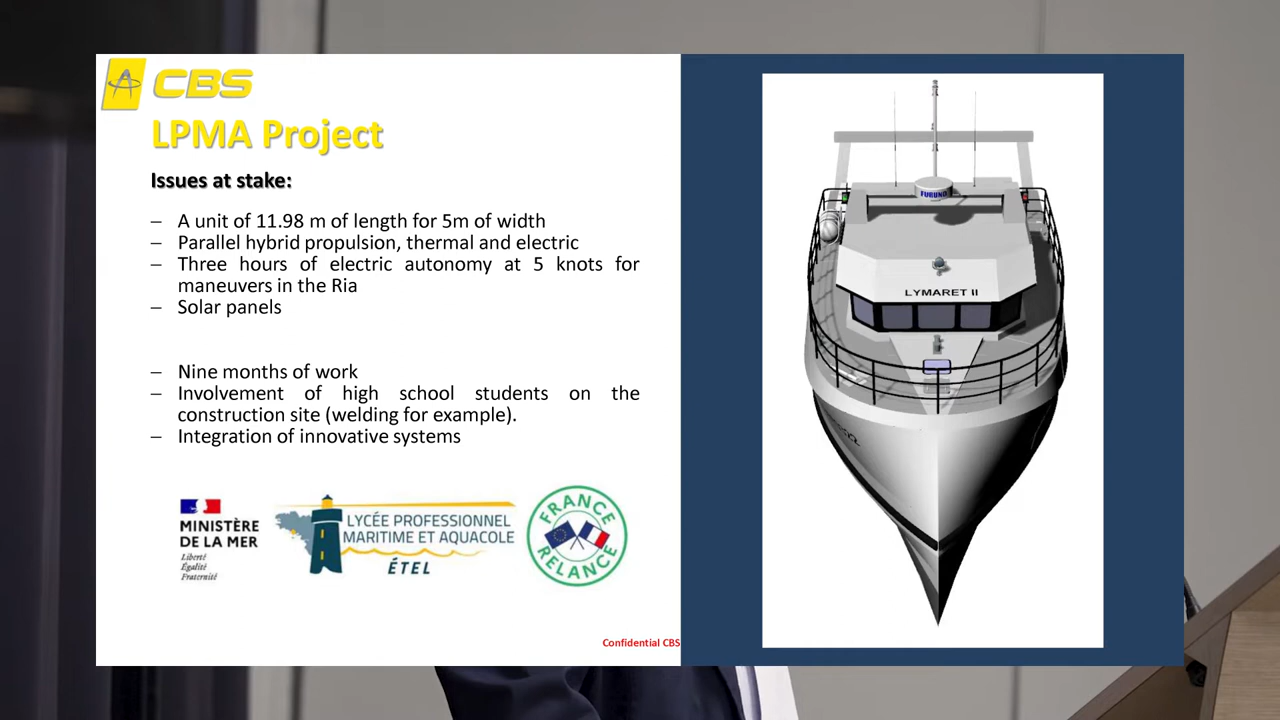 CBS
LPMA Project
Issues at stake:
– A unit of 11.98 m of length for 5m of width
– Parallel hybrid propulsion, thermal and electric
– Three hours of electric autonomy at 5 knots for
maneuvers in the Ria
– Solar panels
– Nine months of work
– Involvement of high school students on the
construction site (welding for example).
– Integration of innovative systems
MINISTÈRE
DE LA MER
Liberté
Égalité
Fraternité
LYCÉE PROFESSIONNEL
MARITIME ET AQUACOLE
ÉTEL
FRANCE
RELANCE
Confidential CBS
FURUNO
LYMARET II